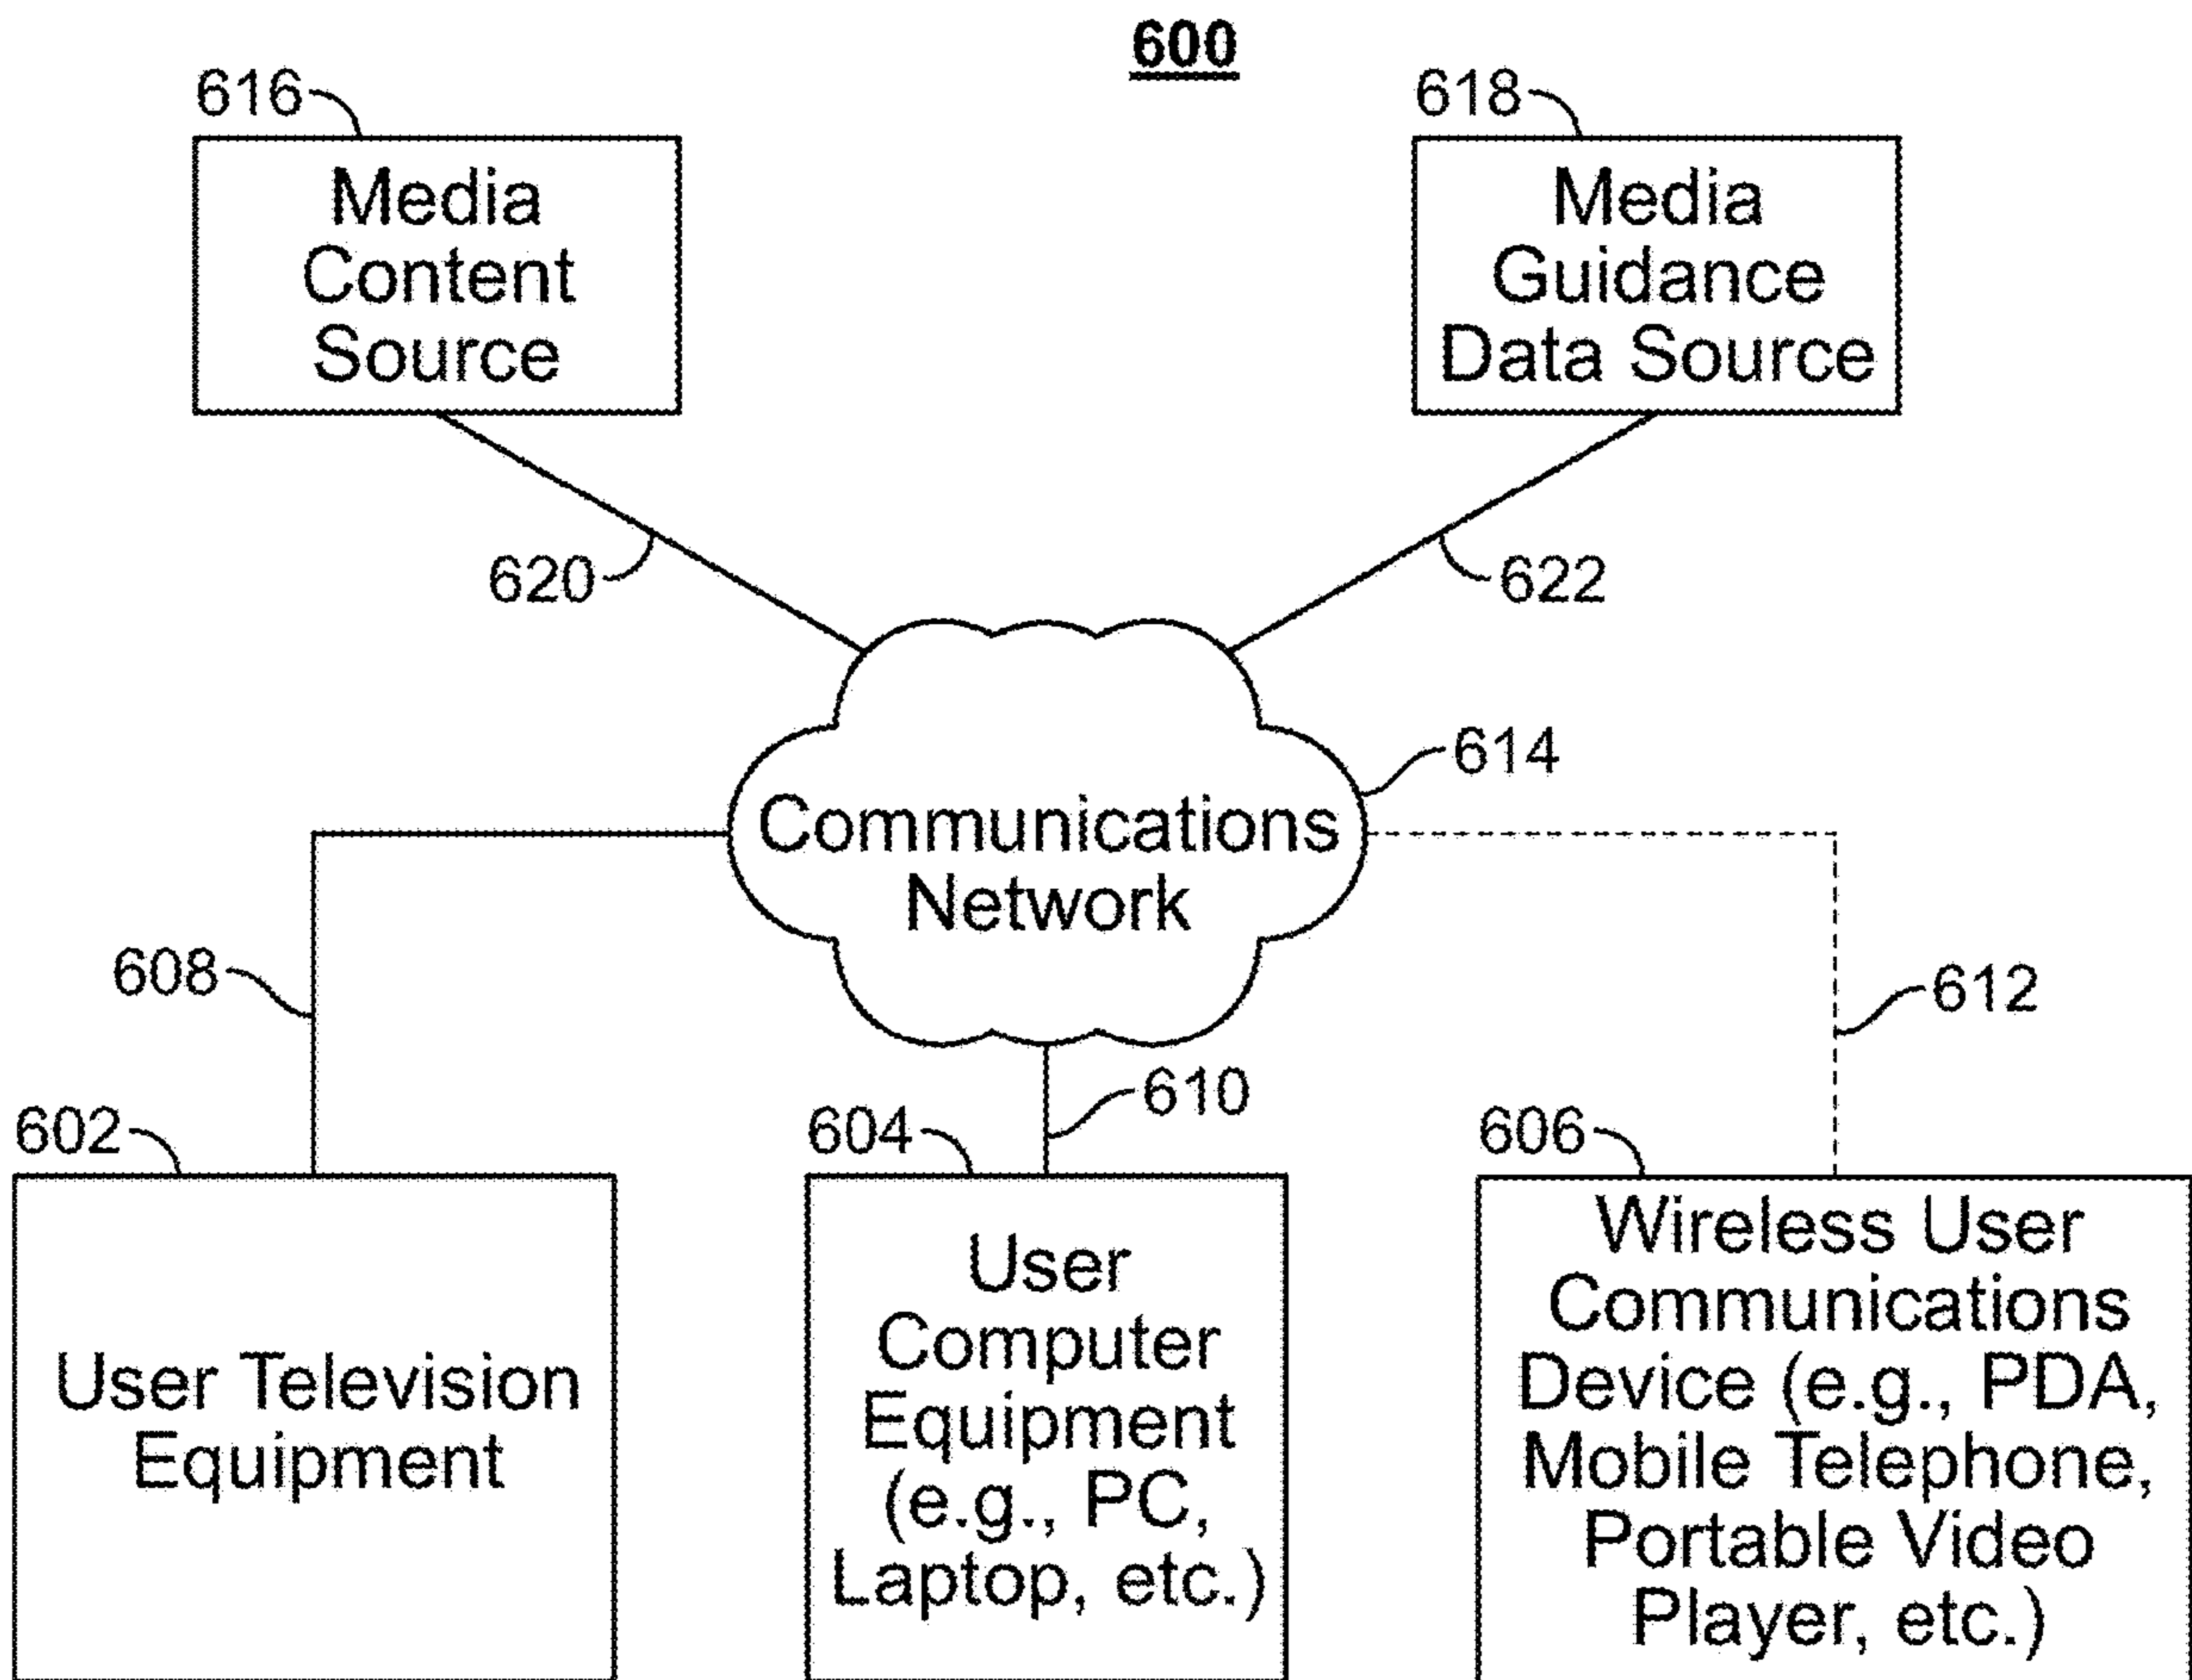 600
616
Media
Content
Source
618
Media
Guidance
Data Source
620
622
614
Communications
Network
608
612
610
602
User Television
Equipment
604
User
Computer
Equipment
(e.g., PC,
Laptop, etc.)
606
Wireless User
Communications
Device (e.g., PDA,
Mobile Telephone,
Portable Video
Player, etc.)